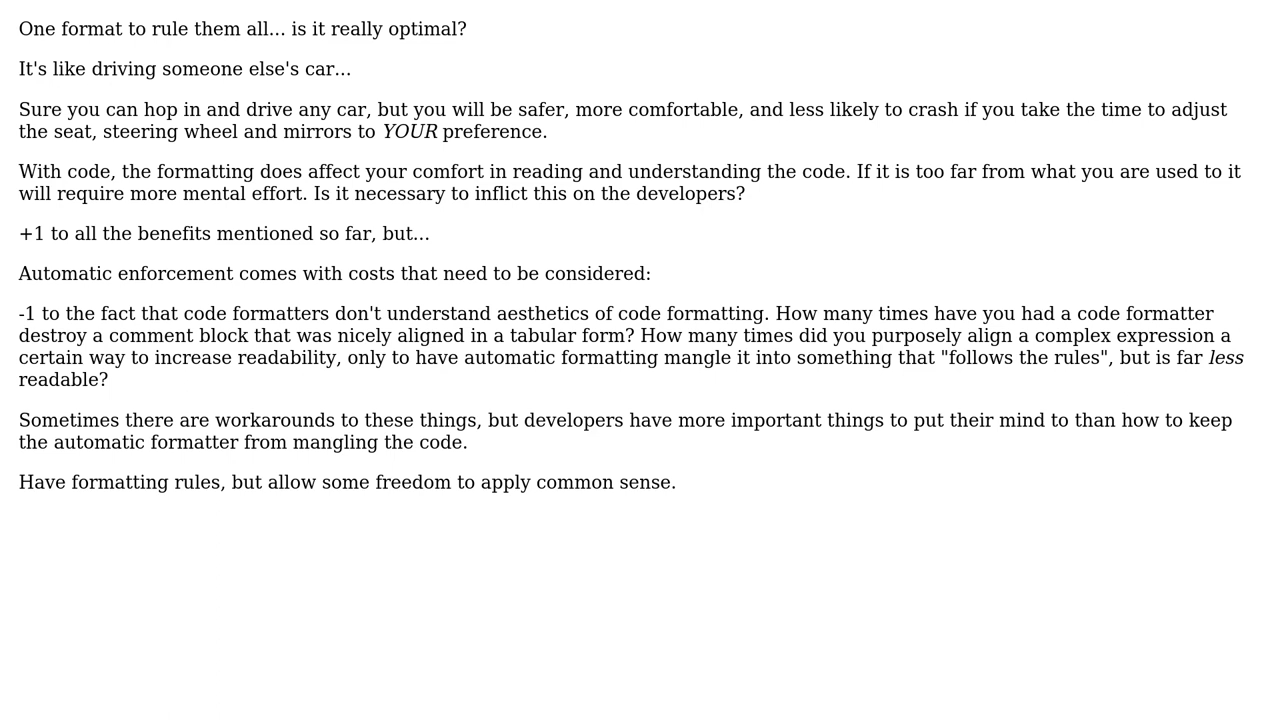 One format to rule them all... is it really optimal?
It's like driving someone else's car...
Sure you can hop in and drive any car, but you will be safer, more comfortable, and less likely to crash if you take the time to adjust
the seat, steering wheel and mirrors to YOUR preference.
With code, the formatting does affect your comfort in reading and understanding the code. If it is too far from what you are used to it
will require more mental effort. Is it necessary to inflict this on the developers?
+1 to all the benefits mentioned so far, but...
Automatic enforcement comes with costs that need to be considered:
-1 to the fact that code formatters don't understand aesthetics of code formatting. How many times have you had a code formatter
destroy a comment block that was nicely aligned in a tabular form? How many times did you purposely align a complex expression a
certain way to increase readability, only to have automatic formatting mangle it into something that "follows the rules", but is far less
readable?
Sometimes there are workarounds to these things, but developers have more important things to put their mind to than how to keep
the automatic formatter from mangling the code.
Have formatting rules, but allow some freedom to apply common sense.